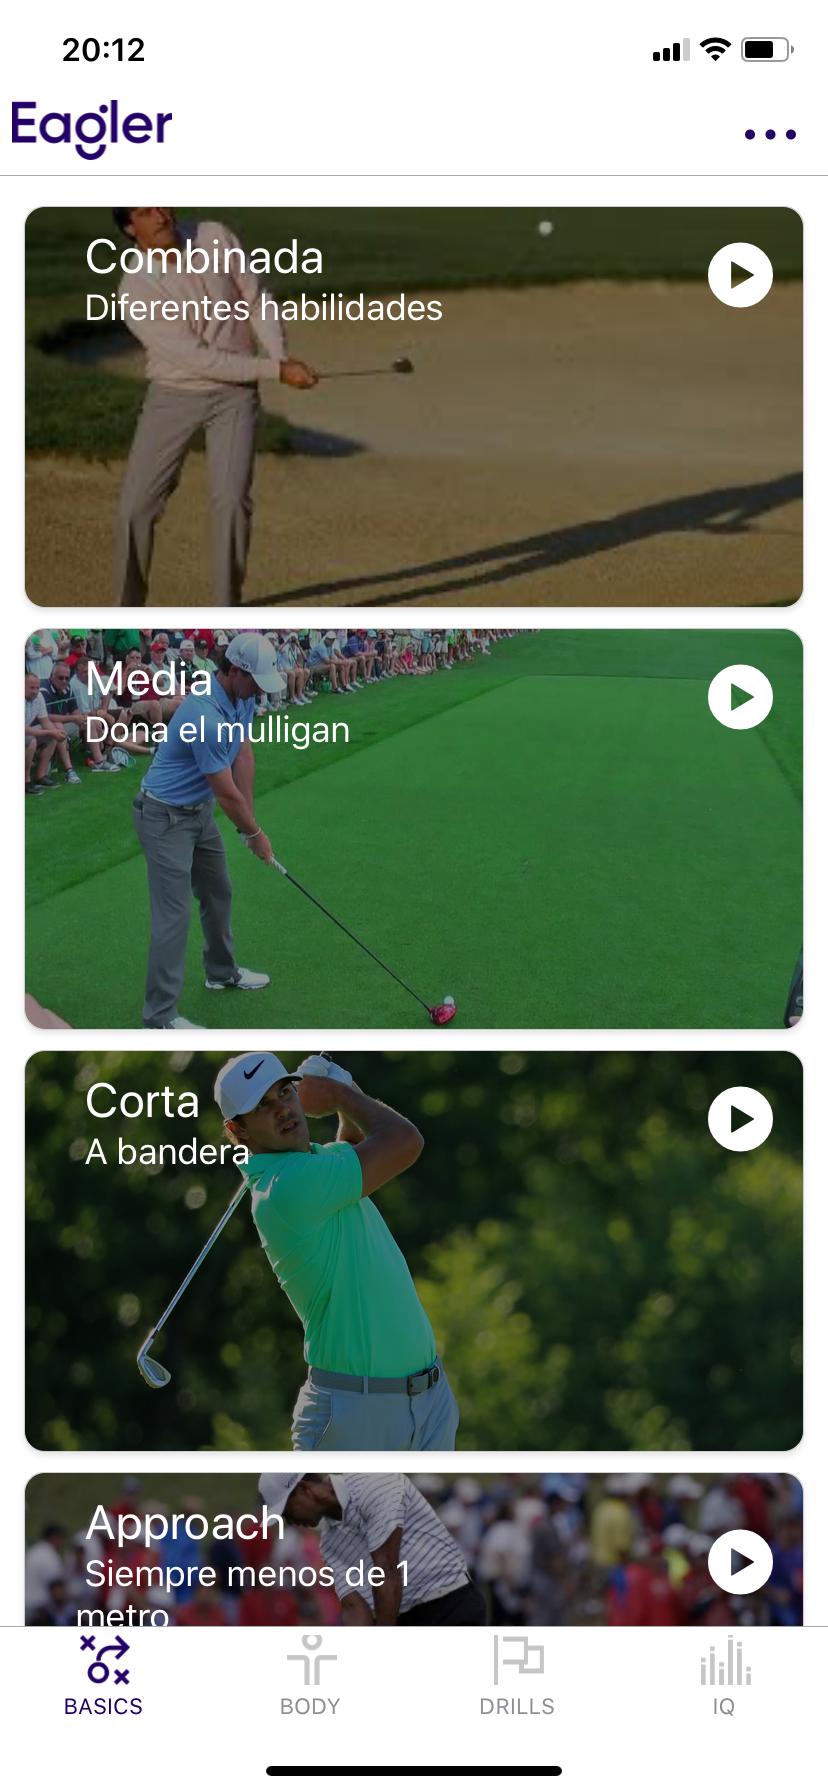 20:12
Eagler
Combinada
Diferentes habilidades
Media
Dona el mulligan
Corta
A bandera
Approach
Siempre menos de 1
metro
BASICS
BODY
DRILLS
IQ